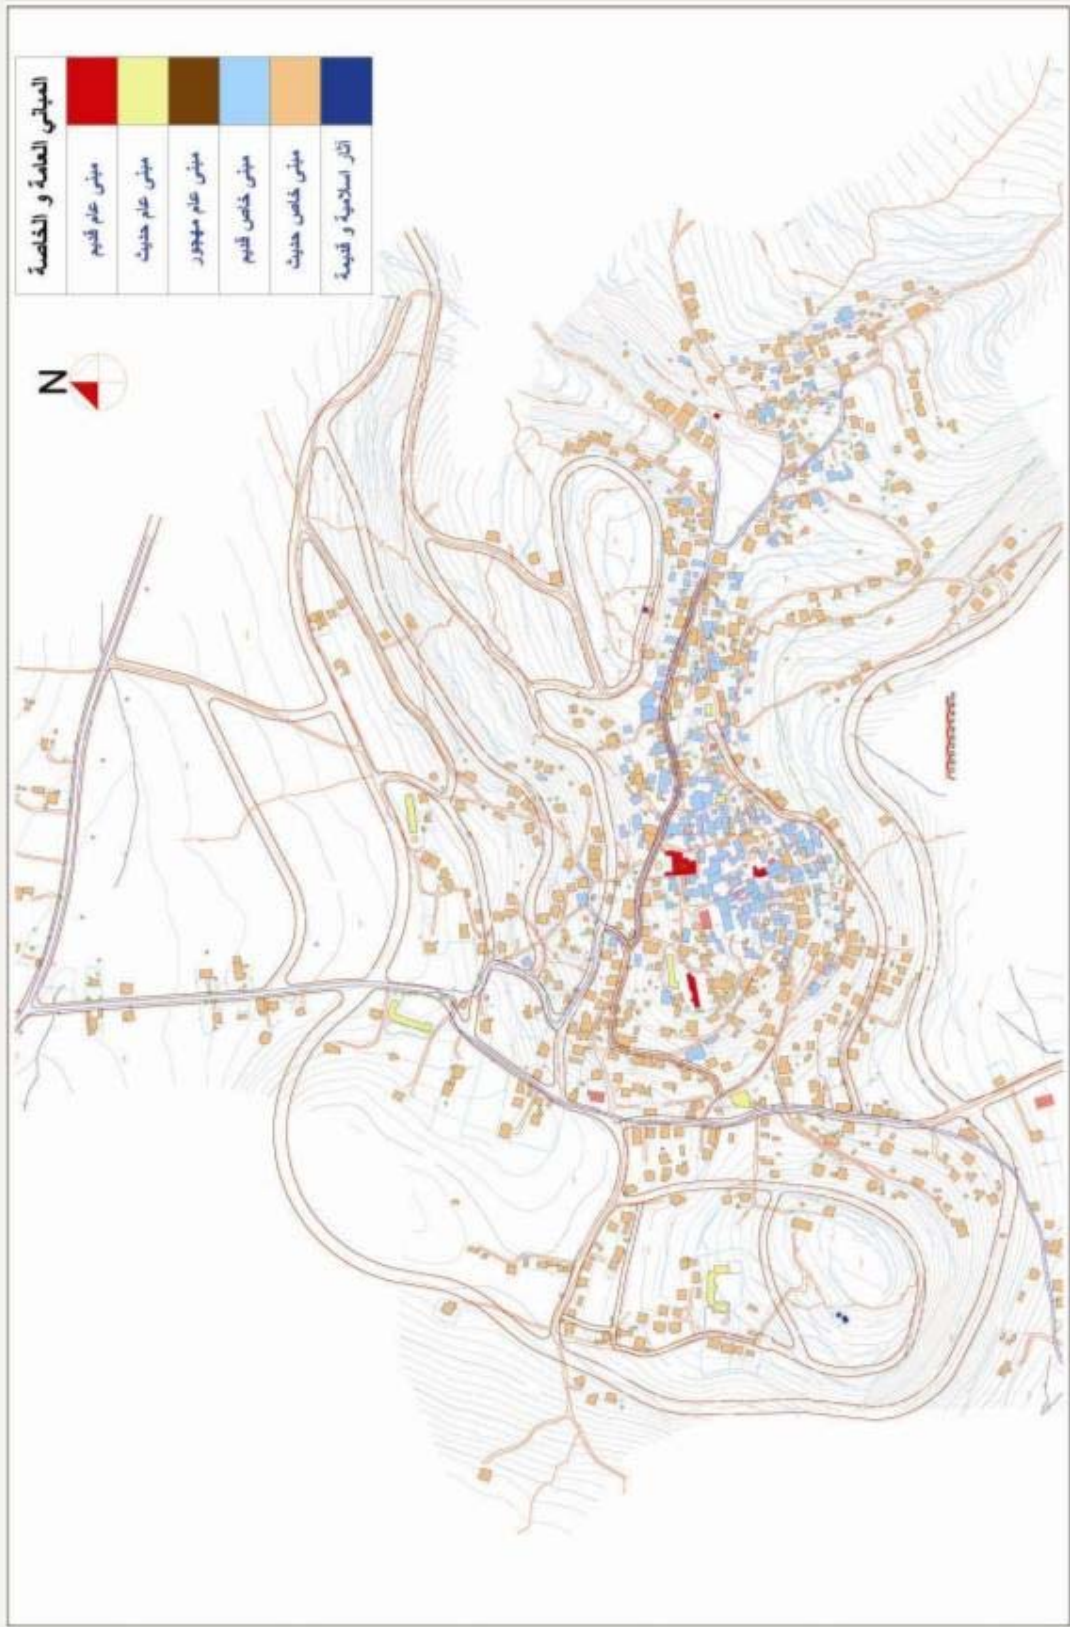 المباني العامة و الخاصة
مبنى عام قديم
مبنى عام حديث
مبنى عام مهجور
مبنى خاص قديم
مبنى خاص حديث
آثار اسلامية و قديمة
N